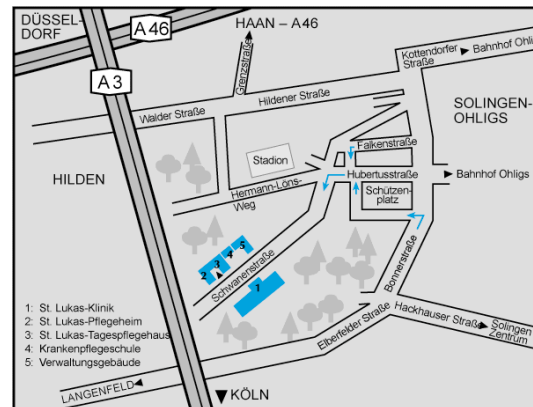 DÜSSEL-
DORF
A 46
HAAN – A46
A 3
Grenzstraße
Kottendorfer
Straße
Bahnhof Ohligs
Walder Straße
Hildener Straße
SOLINGEN-
OHLIGS
Stadion
Falkenstraße
HILDEN
Hermann-Löns-
Weg
Hubertusstraße
Bahnhof Ohligs
Schützen-
platz
Schwanenstraße
Bonnerstraße
5
4
3
2
1
1: St. Lukas-Klinik
2: St. Lukas-Pflegeheim
3: St. Lukas-Tagespflegehaus
4: Krankenpflegeschule
5: Verwaltungsgebäude
Elberfelder Straße
Hackhauser Straße
Solingen
Zentrum
LANGENFELD
KÖLN